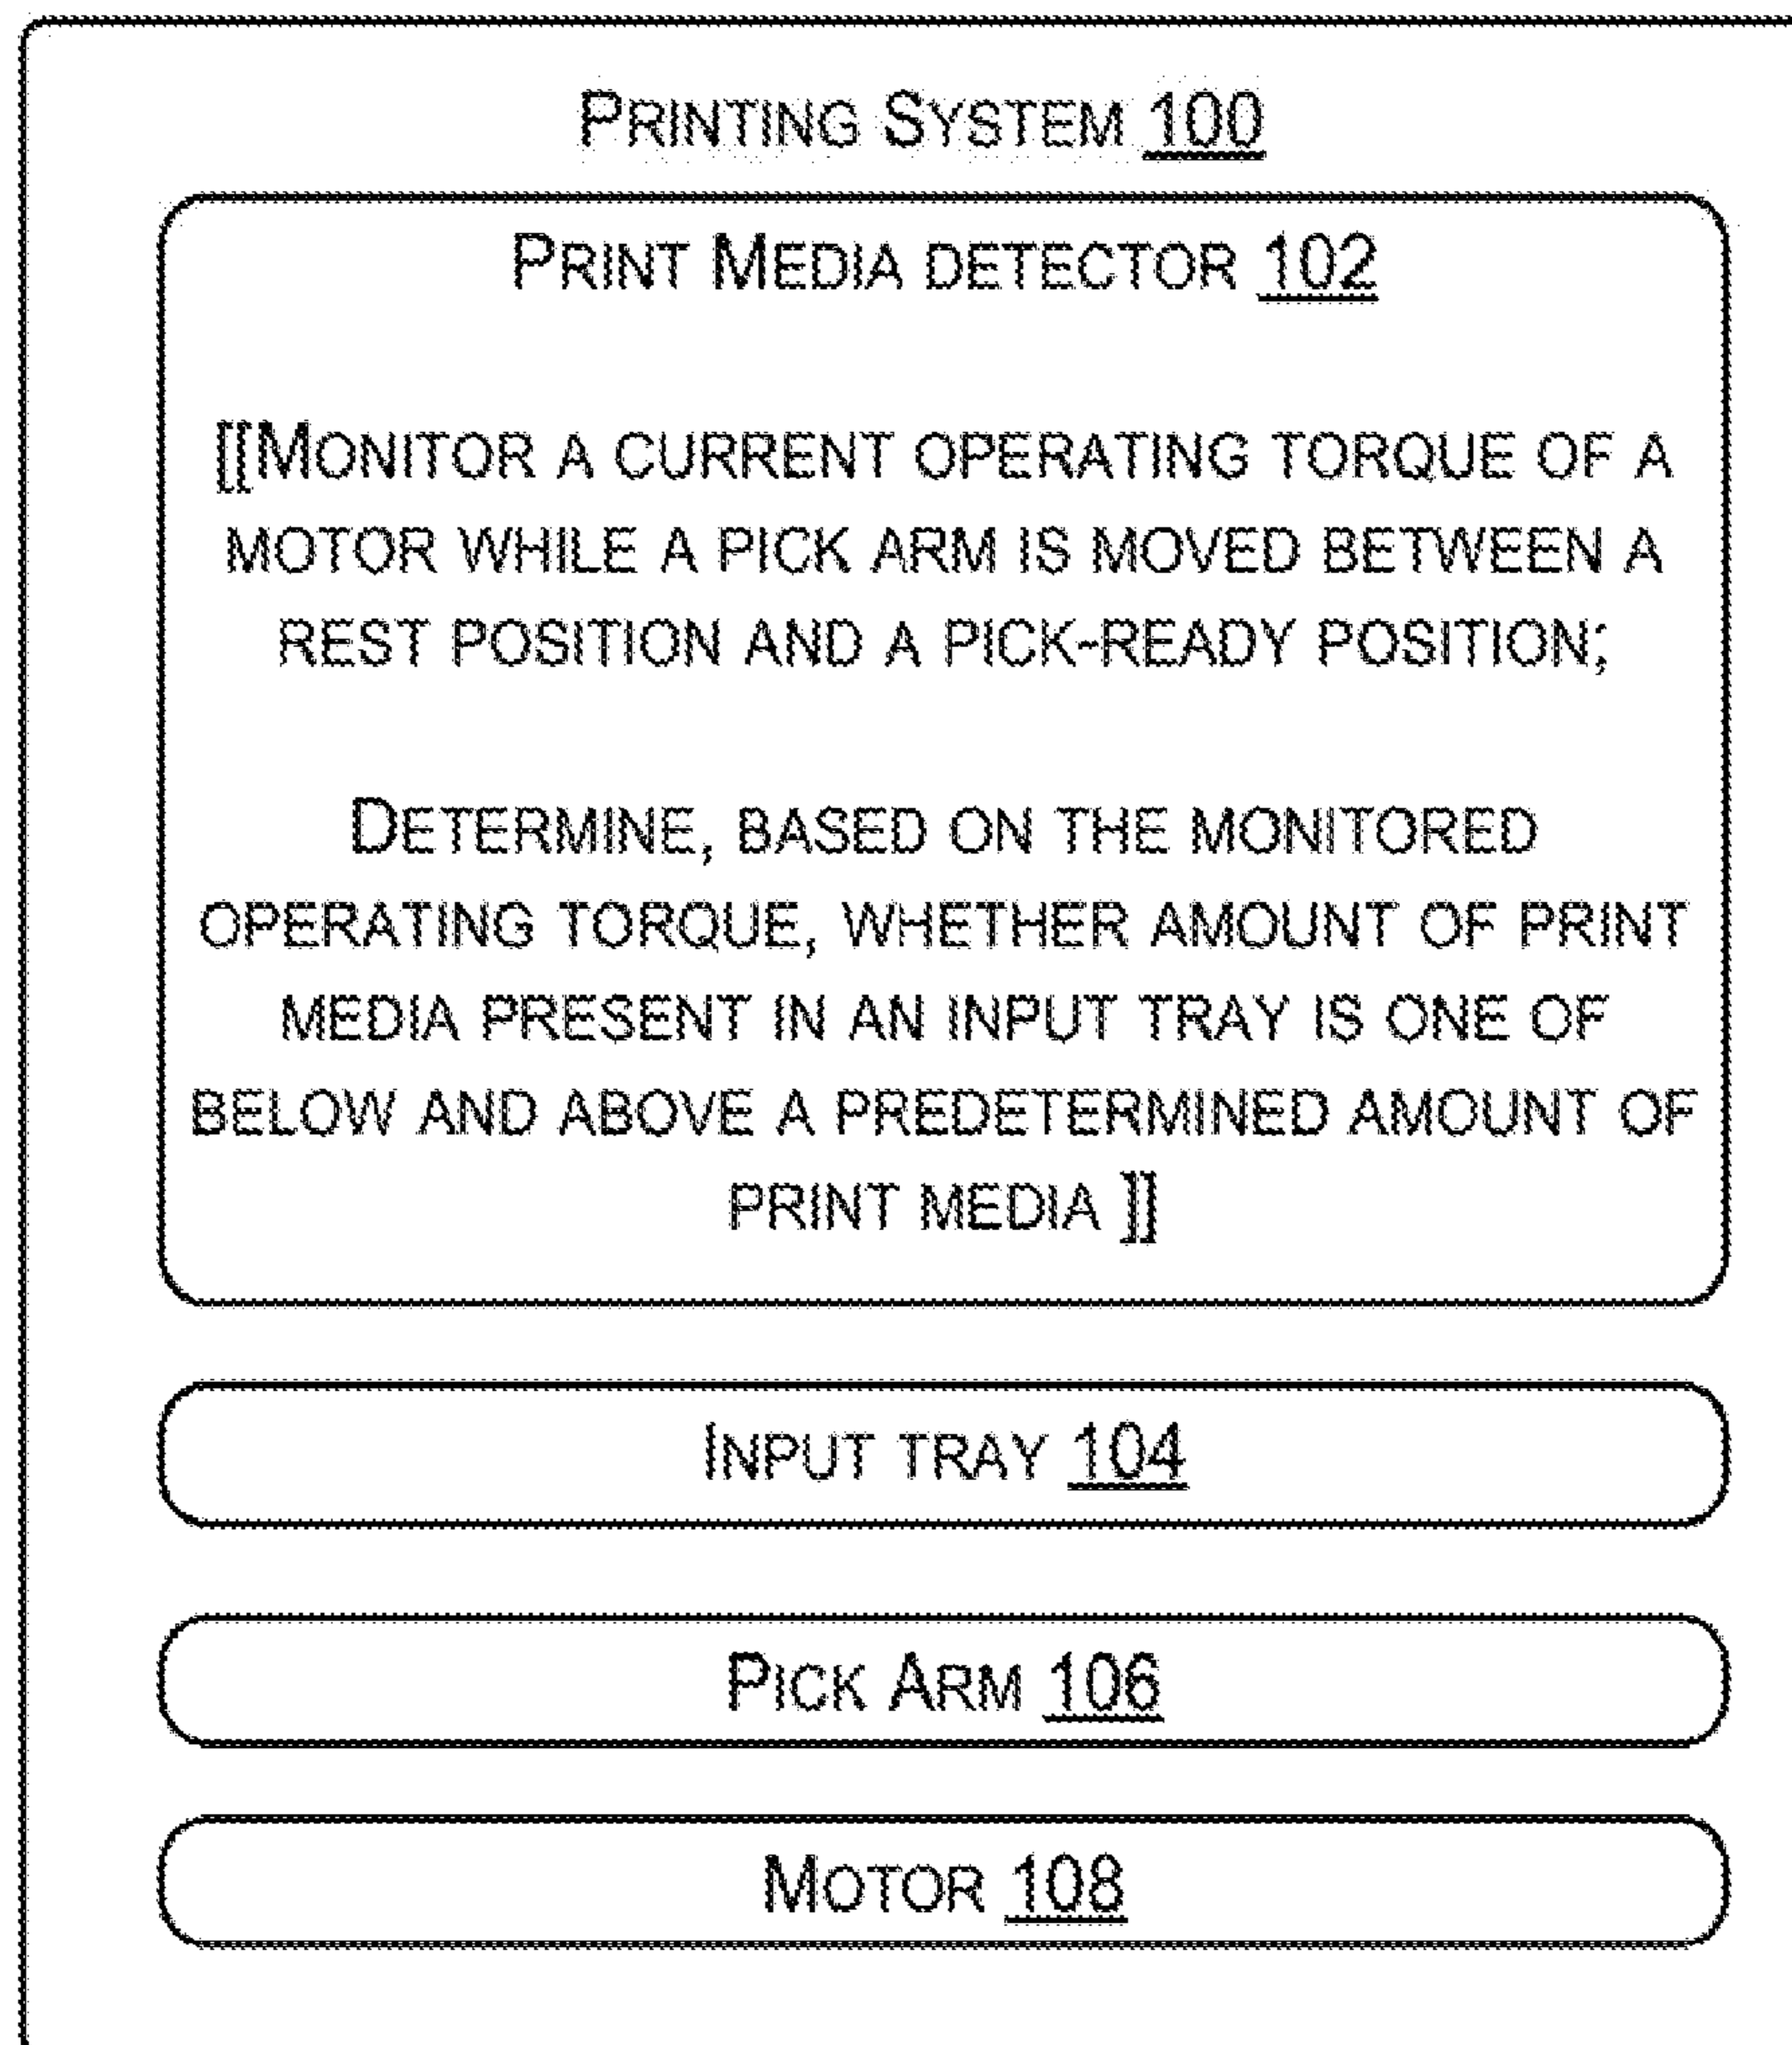 PRINTING SYSTEM 100
PRINT MEDIA DETECTOR 102
[[MONITOR A CURRENT OPERATING TORQUE OF A
MOTOR WHILE A PICK ARM IS MOVED BETWEEN A
REST POSITION AND A PICK-READY POSITION;
DETERMINE, BASED ON THE MONITORED
OPERATING TORQUE, WHETHER AMOUNT OF PRINT
MEDIA PRESENT IN AN INPUT TRAY IS ONE OF
BELOW AND ABOVE A PREDETERMINED AMOUNT OF
PRINT MEDIA ]]
INPUT TRAY 104
PICK ARM 106
MOTOR 108